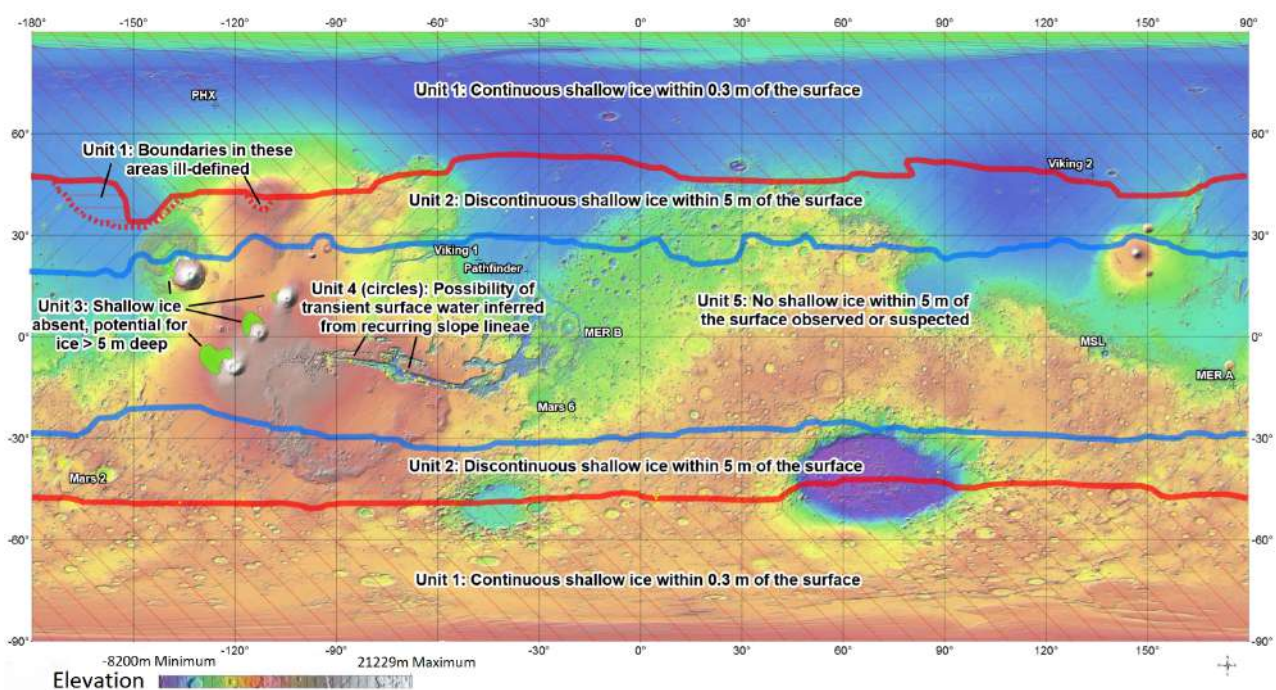 -180° -150° -120° -90° -60° -30° 0° 30° 60° 90° 120° 150° 90°
Unit 1: Continuous shallow ice within 0.3 m of the surface
PHX
60° 60°
Unit 1: Boundaries in these
areas ill-defined
Viking 2
Unit 2: Discontinuous shallow ice within 5 m of the surface
30° 30°
Viking 1
Pathfinder
Unit 3: Shallow ice
absent, potential for
ice > 5 m deep
Unit 4 (circles): Possibility of
transient surface water inferred
from recurring slope lineae
Unit 5: No shallow ice within 5 m of
the surface observed or suspected
0° 0°
MER B
MSL
MER A
Mars 6
-30° -30°
Unit 2: Discontinuous shallow ice within 5 m of the surface
Mars 2
-60° -60°
Unit 1: Continuous shallow ice within 0.3 m of the surface
-90° -90°
-150° -120° -90° -60° -30° 0° 30° 60° 90° 120° 150°
-8200m Minimum 21229m Maximum
Elevation